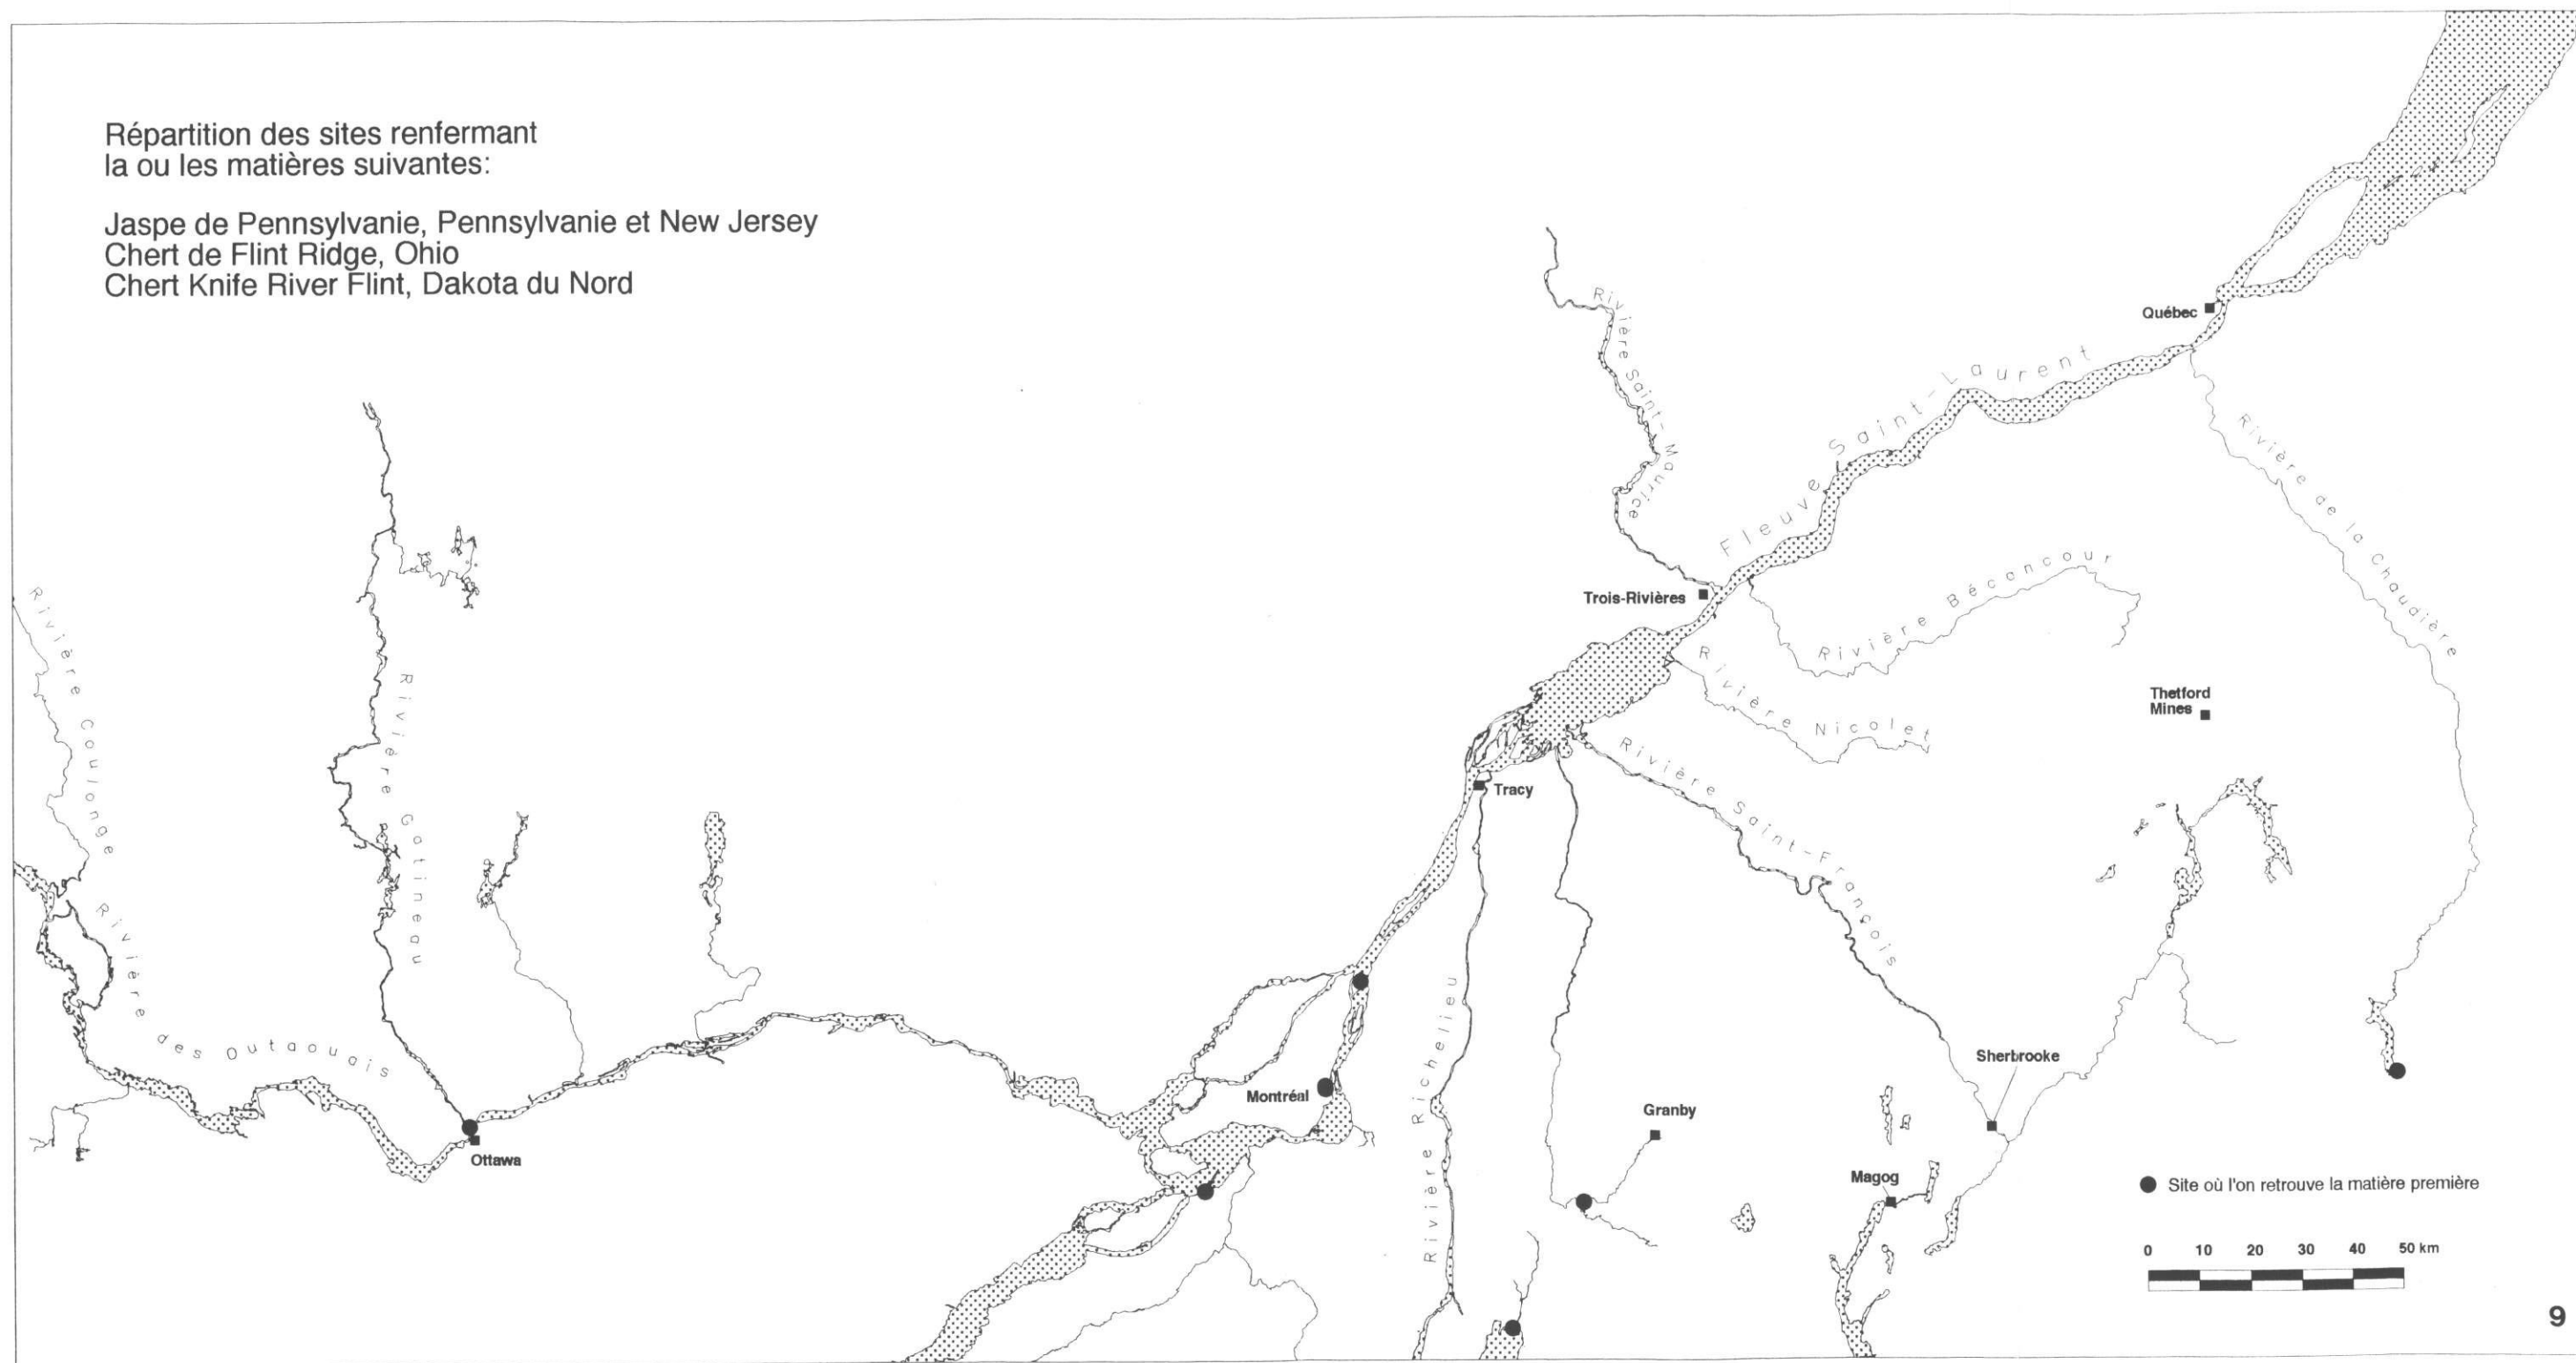 Répartition des sites renfermant
la ou les matières suivantes:
Jaspe de Pennsylvanie, Pennsylvanie et New Jersey
Chert de Flint Ridge, Ohio
Chert Knife River Flint, Dakota du Nord
Rivière Saint-Maurice
Québec
Fleuve Saint-Laurent
Rivière de la Chaudière
Trois-Rivières
Rivière Bécancour
Rivière Nicolet
Thetford
Mines
Rivière Coulonge
Rivière Gatineau
Tracy
Rivière Saint-François
Rivière des Outaouais
Rivière Richelieu
Montréal
Sherbrooke
Granby
Ottawa
Magog
Site où l'on retrouve la matière première
0 10 20 30 40 50 km
9